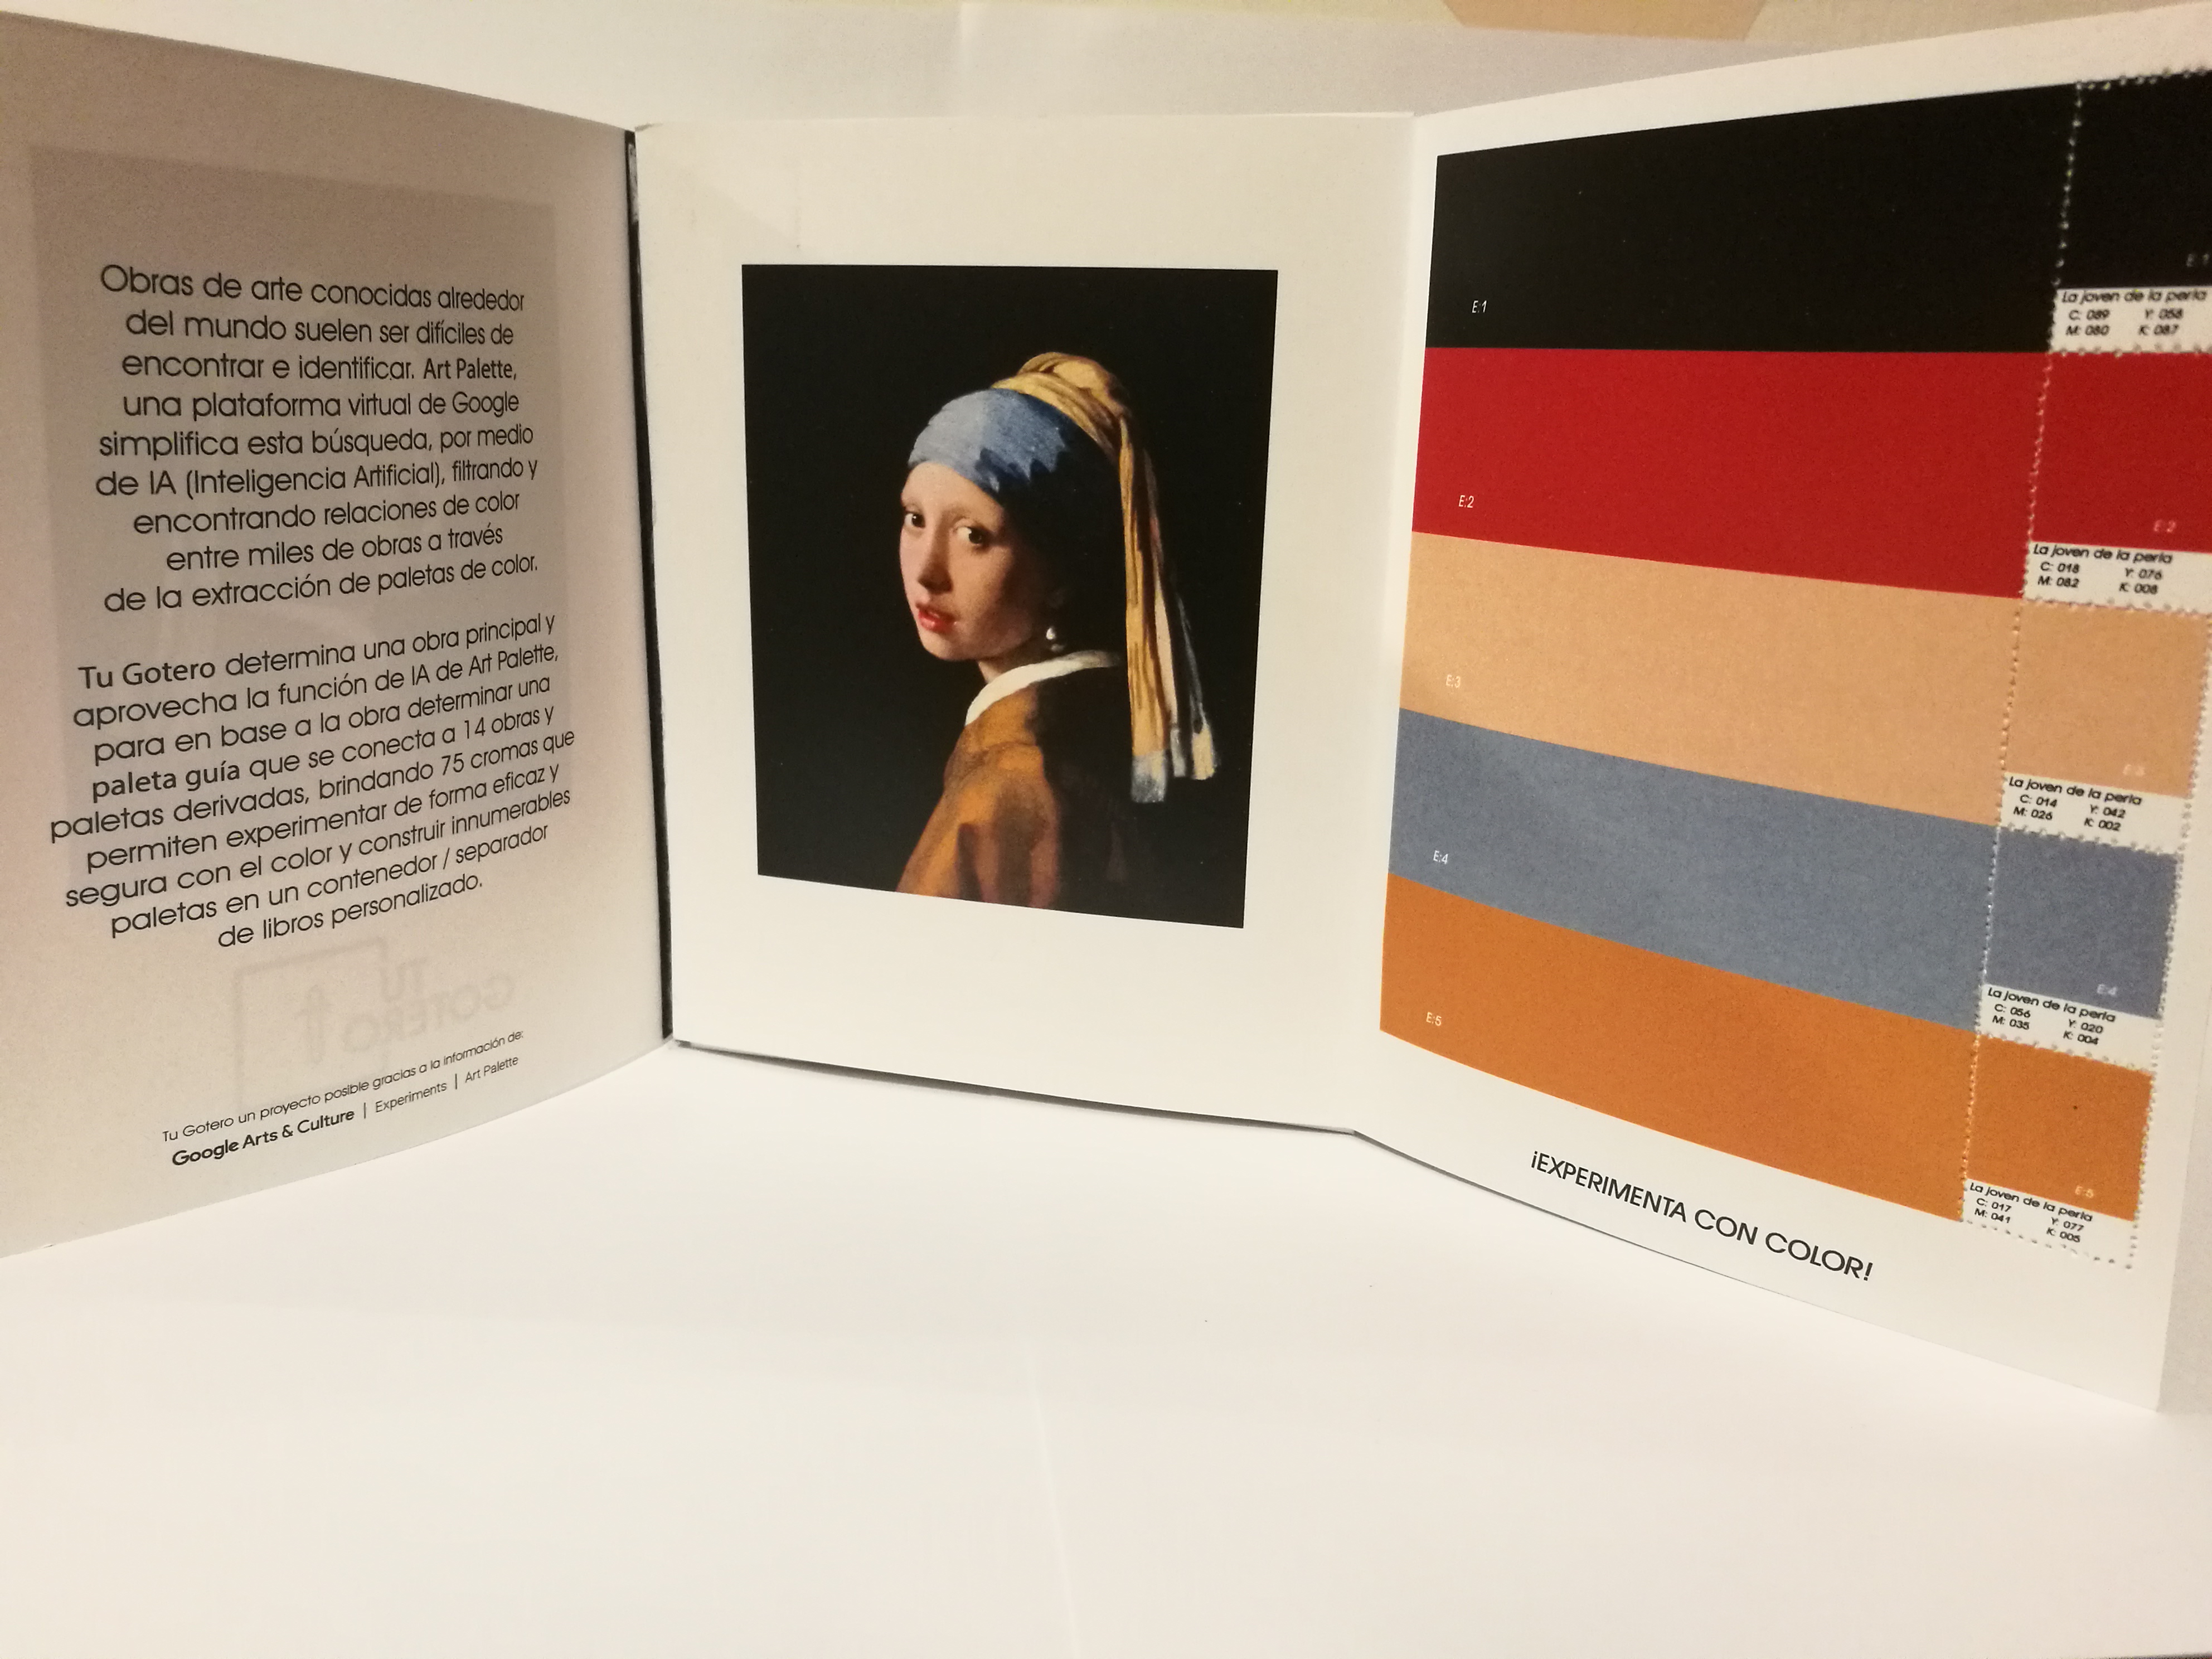 Obras de arte conocidas alrededor
del mundo suelen ser difíciles de
encontrar e identificar. Art Palette,
una plataforma virtual de Google
simplifica esta búsqueda, por medio
de IA (Inteligencia Artificial), filtrando y
encontrando relaciones de color
entre miles de obras a través
de la extracción de paletas de color.
Tu Gotero determina una obra principal y
aprovecha la función de IA de Art Palette,
para en base a la obra determinar una
paleta guía que se conecta a 14 obras y
paletas derivadas, brindando 75 cromas que
permiten experimentar de forma eficaz y
segura con el color y construir innumerables
paletas en un contenedor / separador
de libros personalizado.
TU
GOTERO
Tu Gotero un proyecto posible gracias a la información de:
Google Arts & Culture | Experiments | Art Palette
E:1
E:1
La joven de la perla
C: 089 Y: 058
M: 080 K: 087
E:2
E:2
La joven de la perla
C: 018 Y: 076
M: 082 K: 008
E:3
E:3
La joven de la perla
C: 014 Y: 042
M: 026 K: 002
E:4
E:4
La joven de la perla
C: 056 Y: 020
M: 035 K: 004
E:5
E:5
La joven de la perla
C: 017 Y: 077
M: 041 K: 005
¡EXPERIMENTA CON COLOR!